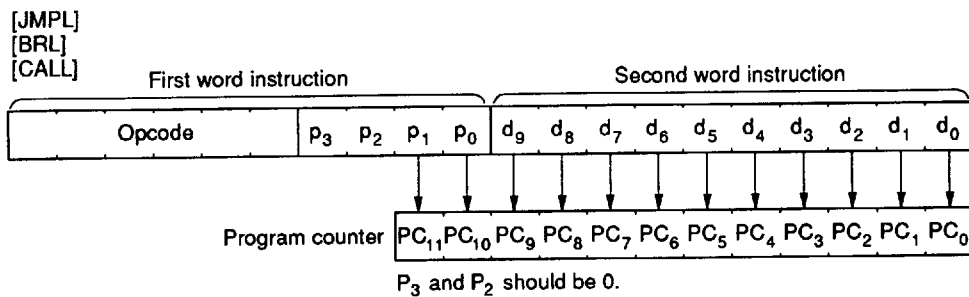 [JMPL]
[BRL]
[CALL]
First word instruction Second word instruction
Opcode p₃ p₂ p₁ p₀ d₉ d₈ d₇ d₆ d₅ d₄ d₃ d₂ d₁ d₀
Program counter PC₁₁ PC₁₀ PC₉ PC₈ PC₇ PC₆ PC₅ PC₄ PC₃ PC₂ PC₁ PC₀
P₃ and P₂ should be 0.